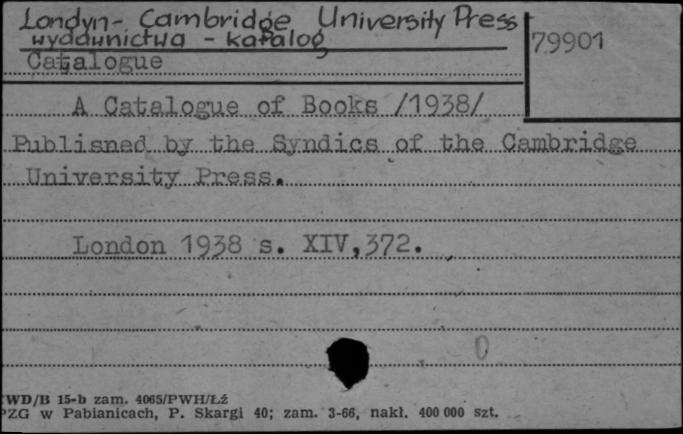 Londyn- Cambridge University Press
wydawnictwa - katalog
79901
Catalogue
A Catalogue of Books /1938/
Published by the Syndics of the Cambridge
University Press.
London 1938 s. XIV,372.
0
WD/B 15-b zam. 4065/PWH/Łź
PZG w Pabianicach, P. Skargi 40; zam. 3-66, nakł. 400 000 szt.